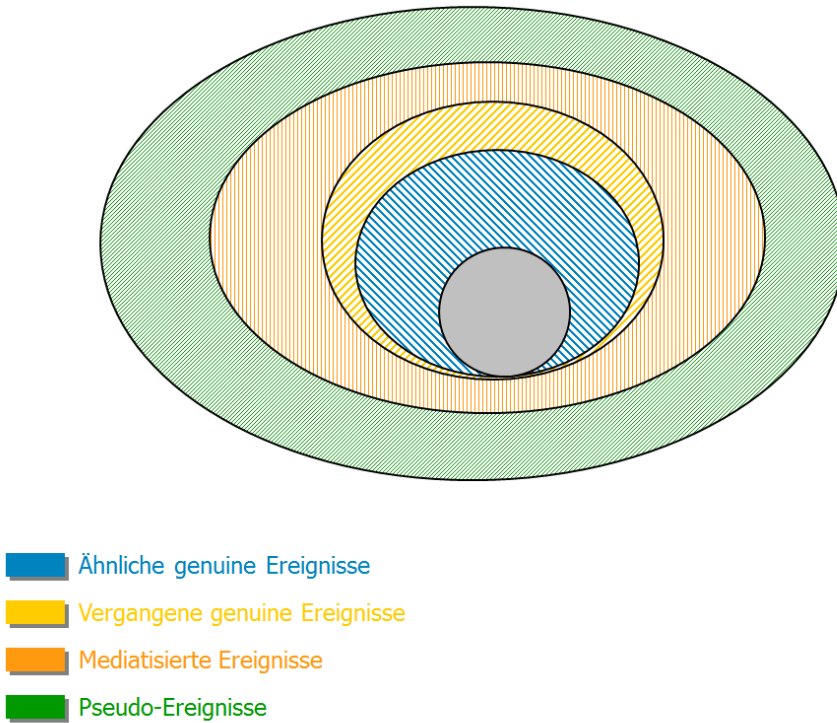 Ähnliche genuine Ereignisse
Vergangene genuine Ereignisse
Mediatisierte Ereignisse
Pseudo-Ereignisse